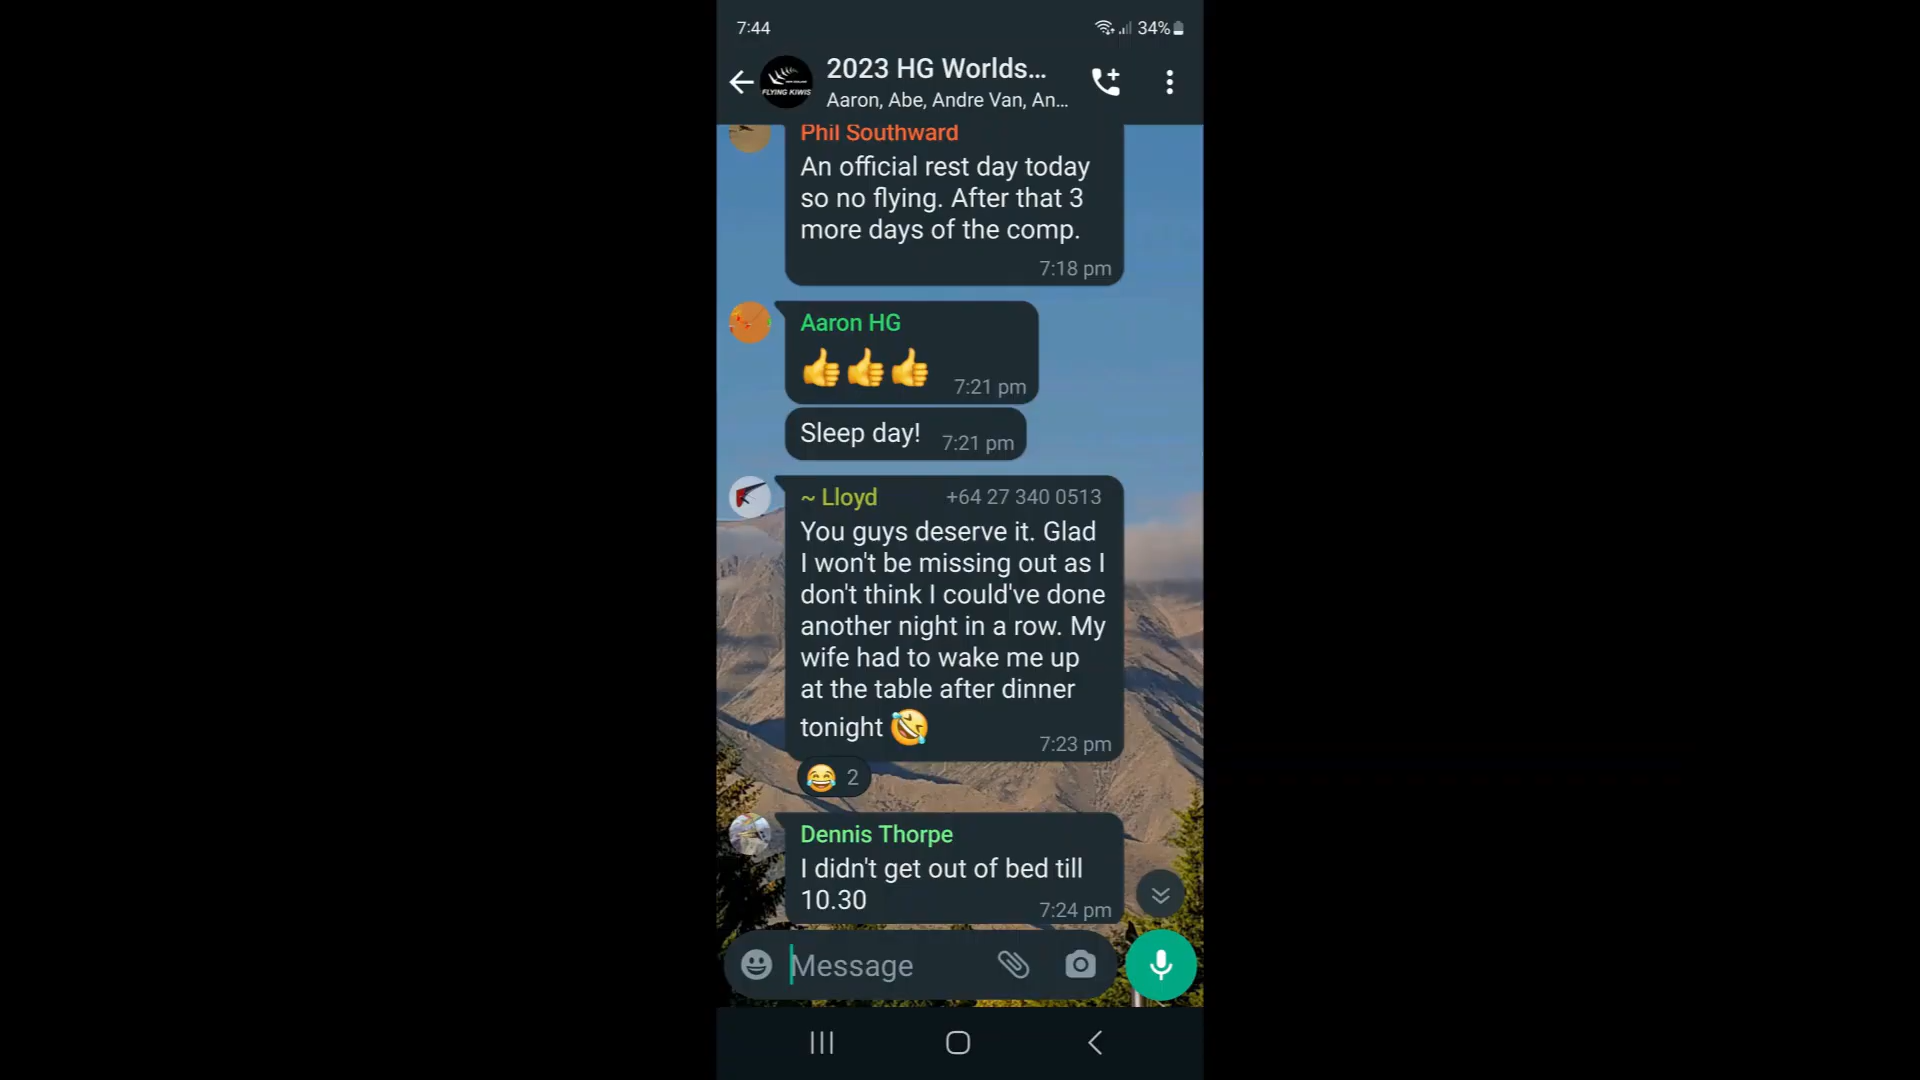 7:44
34%
2023 HG Worlds...
FLYING KIWIS
Aaron, Abe, Andre Van, An...
Phil Southward
An official rest day today
so no flying. After that 3
more days of the comp.
7:18 pm
Aaron HG
👍👍👍
7:21 pm
Sleep day!
7:21 pm
~ Lloyd +64 27 340 0513
You guys deserve it. Glad
I won't be missing out as I
don't think I could've done
another night in a row. My
wife had to wake me up
at the table after dinner
tonight 🤣
7:23 pm
😂 2
Dennis Thorpe
I didn't get out of bed till
10.30
7:24 pm
Message